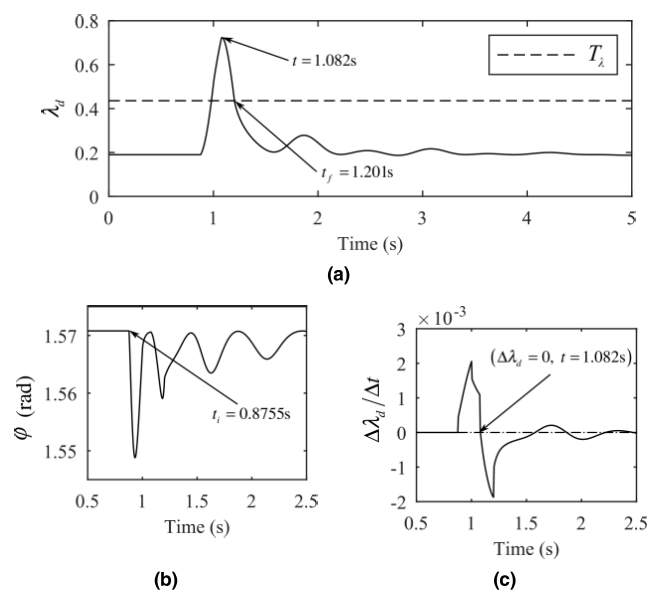 0.8
0.6
0.4
0.2
0
λ_d
t = 1.082s
T_λ
t_f = 1.201s
0 1 2 3 4 5
Time (s)
(a)
1.57
1.56
1.55
φ (rad)
t_i = 0.8755s
0.5 1 1.5 2 2.5
Time (s)
(b)
× 10⁻³
3
2
1
0
-1
-2
Δλ_d/Δt
(Δλ_d = 0, t = 1.082s)
0.5 1 1.5 2 2.5
Time (s)
(c)